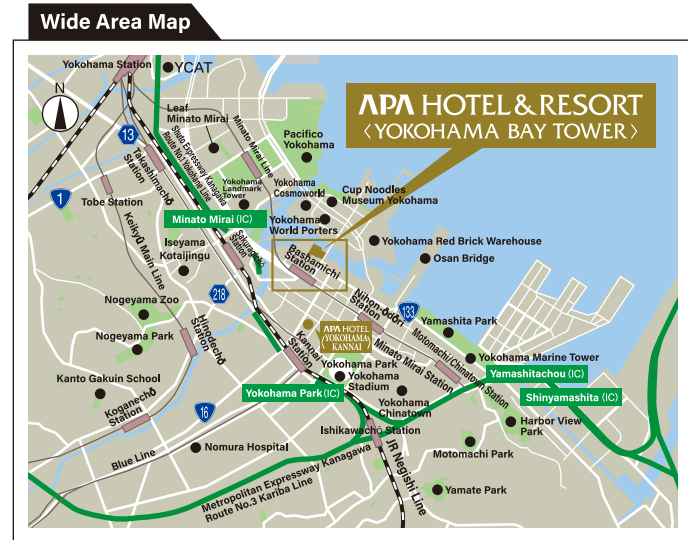 Wide Area Map
Yokohama Station
YCAT
N
Leaf
Minato Mirai
13
Takashimachō
Station
Shuto Expressway Kanagawa
Route No.1 Yokohane Line
Minato Mirai Line
Pacifico
Yokohama
APA HOTEL & RESORT
〈YOKOHAMA BAY TOWER〉
1
Tobe Station
Yokohama
Landmark
Tower
Yokohama
Cosmoworld
Cup Noodles
Museum Yokohama
Minato Mirai (IC)
Yokohama
World Porters
Keikyū Main Line
Iseyama
Kotaijingu
Sakuragichō
Station
Bashamichi
Station
Yokohama Red Brick Warehouse
Osan Bridge
218
Nogeyama Zoo
Nihon-ōdōri
Station
133
Hinodechō
Station
Nogeyama Park
Kannai
Station
APA HOTEL
〈YOKOHAMA
KANNAI〉
Yamashita Park
Minato Mirai Station
Motomachi/Chinatown Station
Yokohama Marine Tower
Kanto Gakuin School
Yokohama Park
Yokohama
Stadium
Yamashitachou (IC)
Yokohama Park (IC)
Shinyamashita (IC)
Koganechō
Station
16
Yokohama
Chinatown
Harbor View
Park
Ishikawachō Station
Blue Line
Nomura Hospital
Motomachi Park
Metropolitan Expressway Kanagawa
Route No.3 Kariba Line
JR Negishi Line
Yamate Park